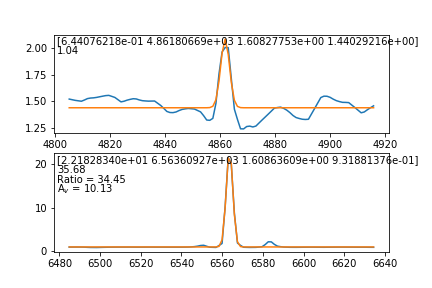 [6.44076218e-01 4.86180669e+03 1.60827753e+00 1.44029216e+00]
1.04
2.00
1.75
1.50
1.25
4800 4820 4840 4860 4880 4900 4920
[2.21828340e+01 6.56360927e+03 1.60863609e+00 9.31881376e-01]
35.68
Ratio = 34.45
Aᵥ = 10.13
20
10
0
6480 6500 6520 6540 6560 6580 6600 6620 6640